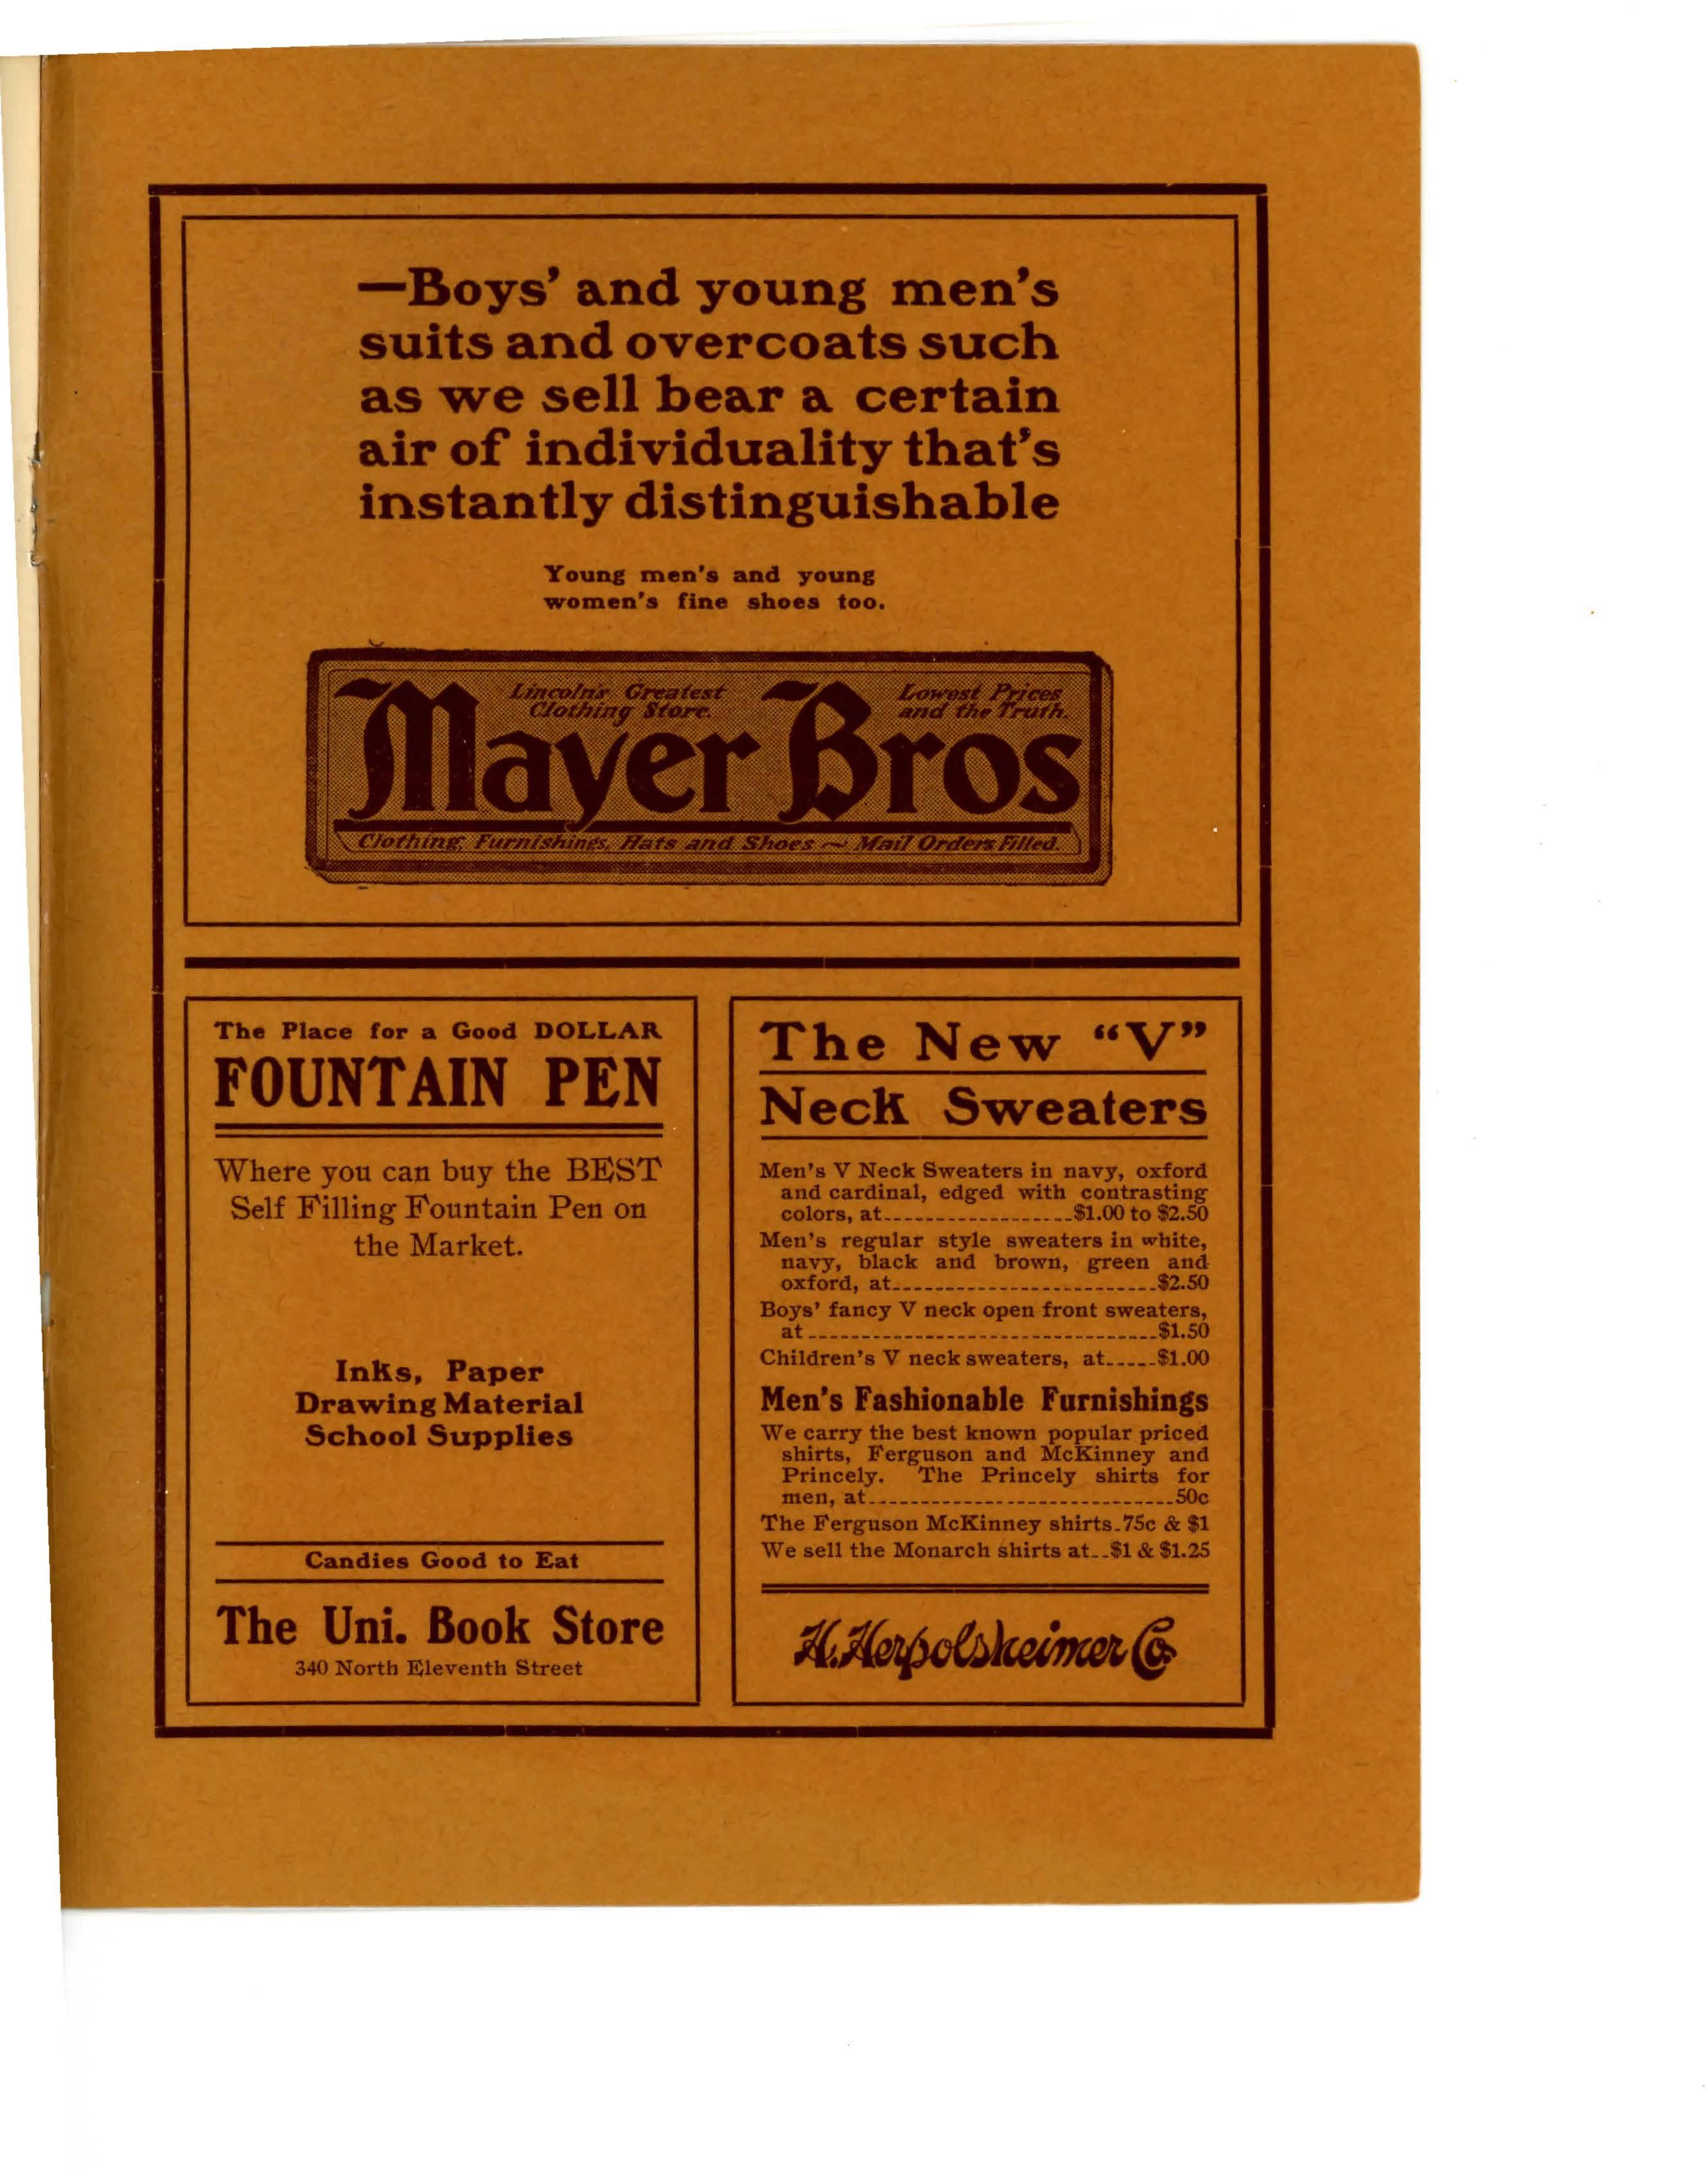 —Boys' and young men's
suits and overcoats such
as we sell bear a certain
air of individuality that's
instantly distinguishable
Young men's and young
women's fine shoes too.
Lincoln's Greatest
Clothing Store.
Lowest Prices
and the Truth.
Mayer Bros
Clothing, Furnishings, Hats and Shoes ~ Mail Orders Filled.
The Place for a Good DOLLAR
FOUNTAIN PEN
Where you can buy the BEST
Self Filling Fountain Pen on
the Market.
Inks, Paper
Drawing Material
School Supplies
Candies Good to Eat
The Uni. Book Store
340 North Eleventh Street
The New "V"
Neck Sweaters
Men's V Neck Sweaters in navy, oxford
and cardinal, edged with contrasting
colors, at-------------------$1.00 to $2.50
Men's regular style sweaters in white,
navy, black and brown, green and
oxford, at--------------------------$2.50
Boys' fancy V neck open front sweaters,
at----------------------------------$1.50
Children's V neck sweaters, at-----$1.00
Men's Fashionable Furnishings
We carry the best known popular priced
shirts, Ferguson and McKinney and
Princely. The Princely shirts for
men, at-----------------------------50c
The Ferguson McKinney shirts-75c & $1
We sell the Monarch shirts at--$1 & $1.25
H. Herpolsheimer Co.